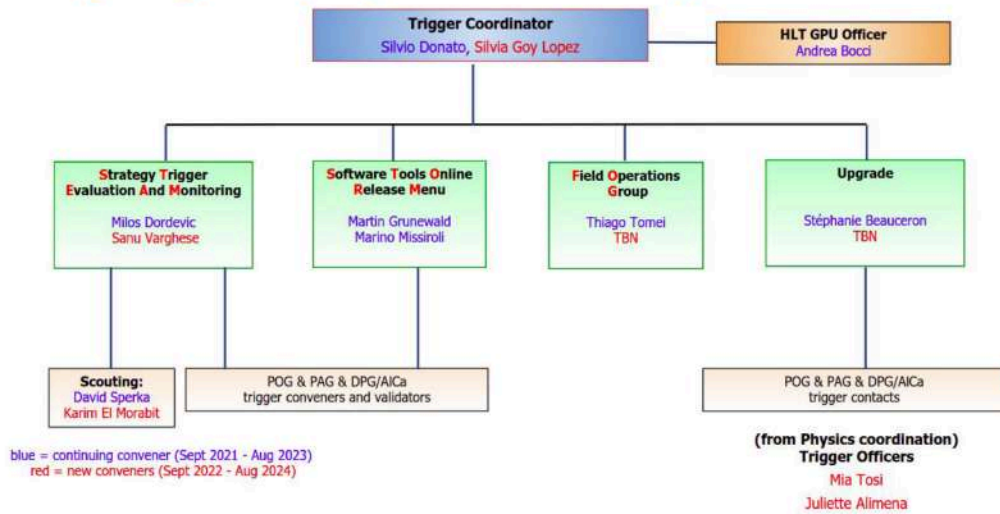 Trigger Coordinator
Silvio Donato, Silvia Goy Lopez
HLT GPU Officer
Andrea Bocci
Strategy Trigger
Evaluation And Monitoring
Milos Dordevic
Sanu Varghese
Software Tools Online
Release Menu
Martin Grunewald
Marino Missiroli
Field Operations
Group
Thiago Tomei
TBN
Upgrade
Stéphanie Beauceron
TBN
Scouting:
David Sperka
Karim El Morabit
POG & PAG & DPG/AlCa
trigger conveners and validators
POG & PAG & DPG/AlCa
trigger contacts
blue = continuing convener (Sept 2021 - Aug 2023)
red = new conveners (Sept 2022 - Aug 2024)
(from Physics coordination)
Trigger Officers
Mia Tosi
Juliette Alimena